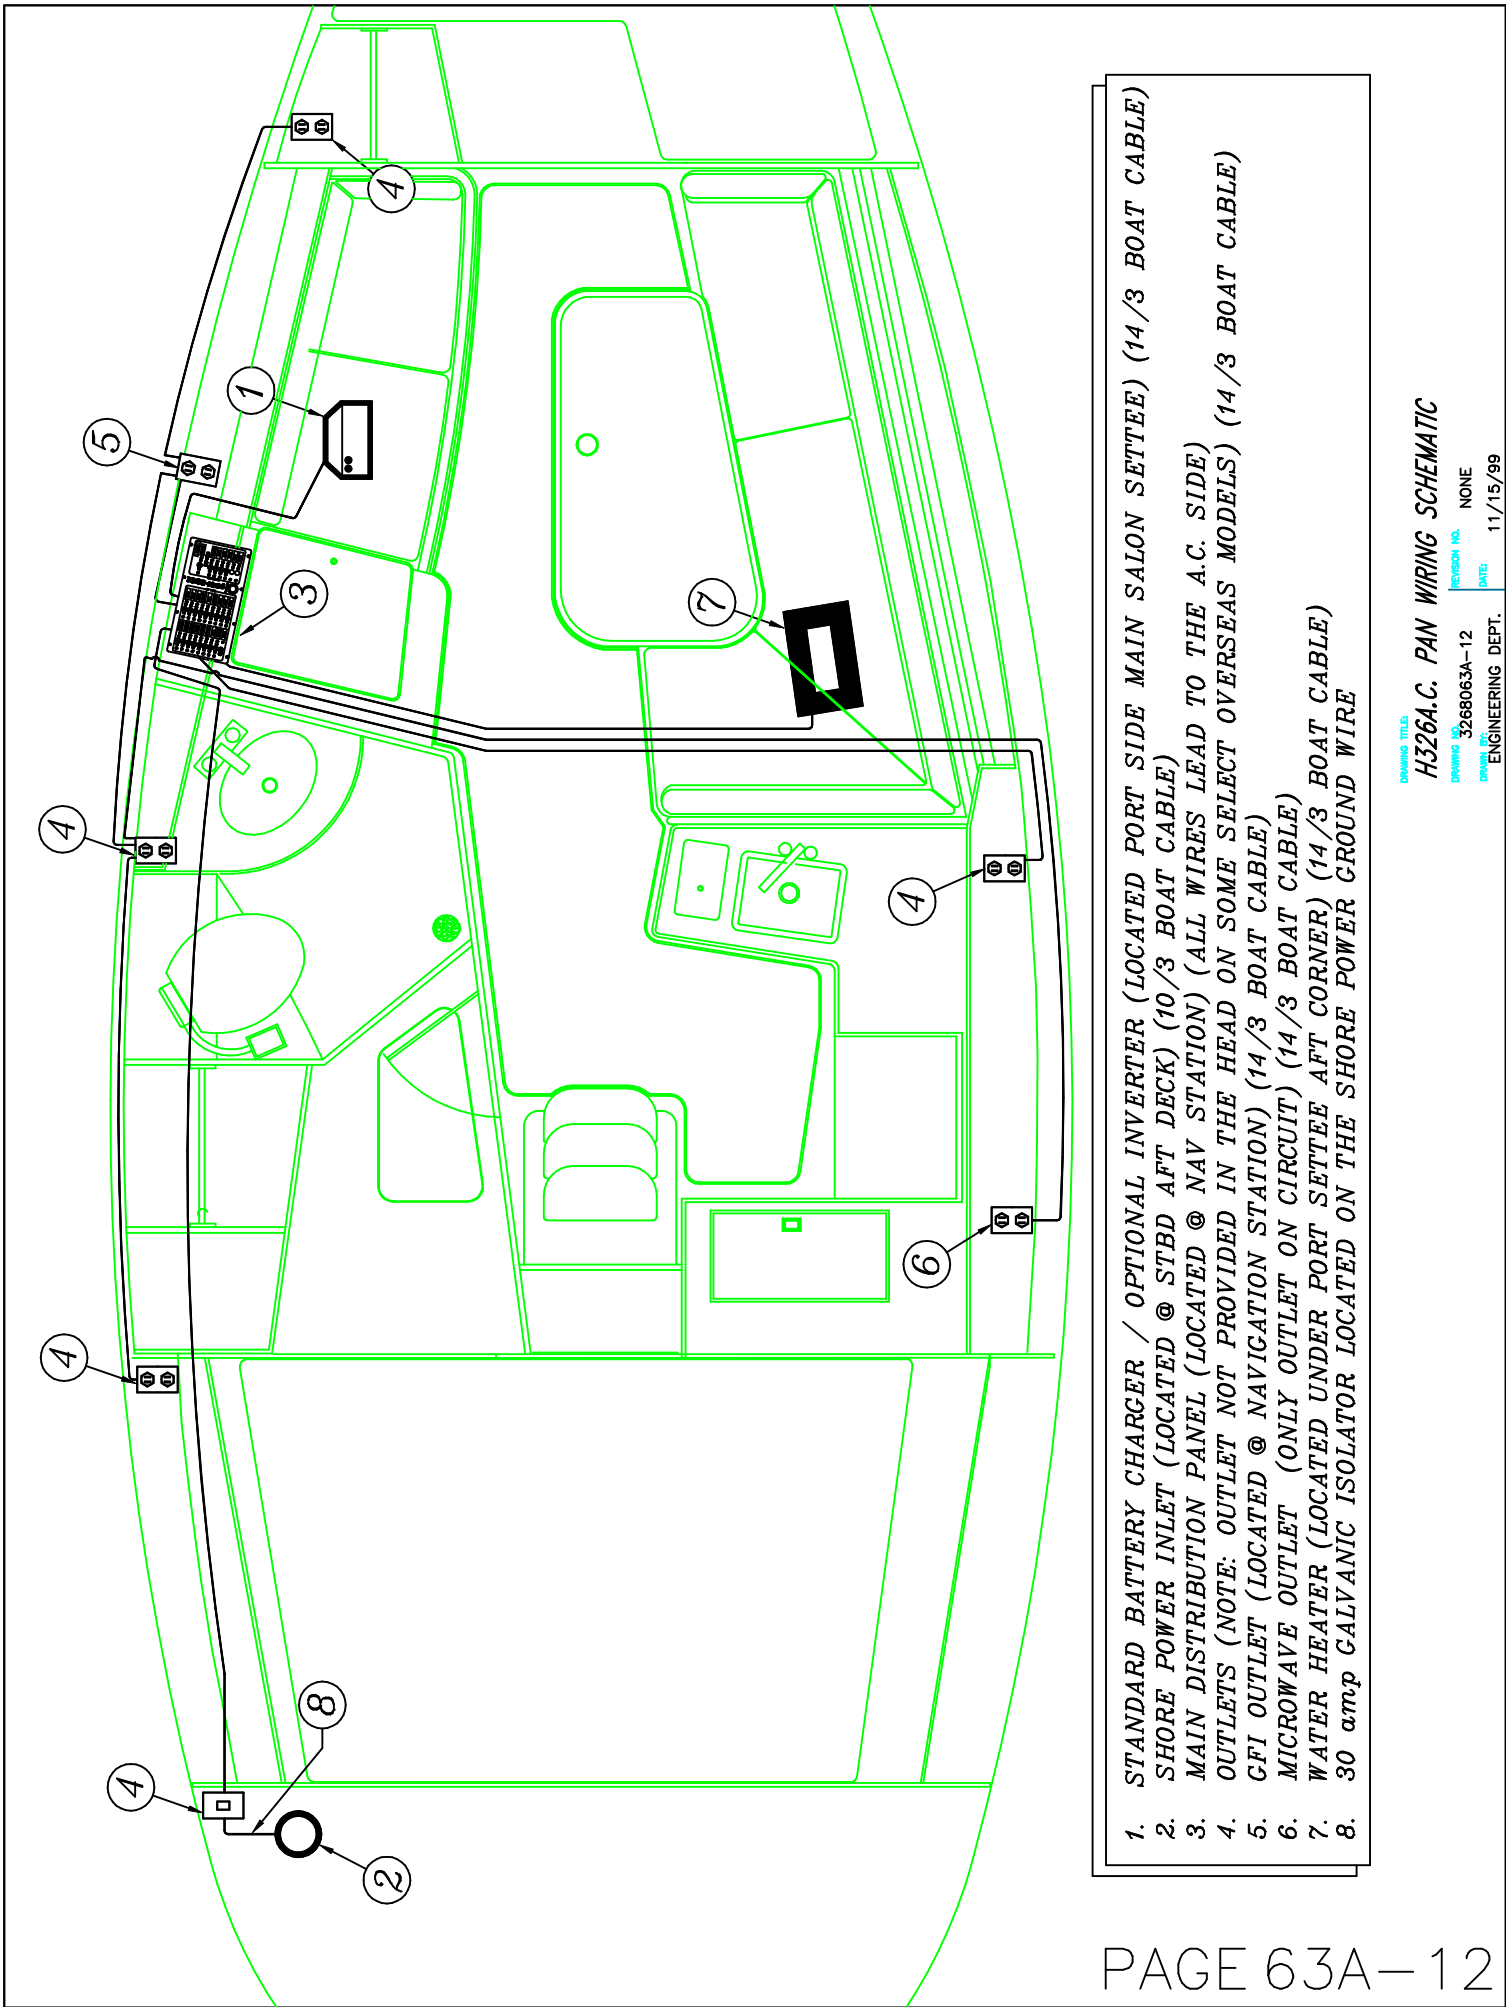 1. STANDARD BATTERY CHARGER / OPTIONAL INVERTER (LOCATED PORT SIDE MAIN SALON SETTEE) (14/3 BOAT CABLE)
2. SHORE POWER INLET (LOCATED @ STBD AFT DECK) (10/3 BOAT CABLE)
3. MAIN DISTRIBUTION PANEL (LOCATED @ NAV STATION) (ALL WIRES LEAD TO THE A.C. SIDE)
4. OUTLETS (NOTE: OUTLET NOT PROVIDED IN THE HEAD ON SOME SELECT OVERSEAS MODELS) (14/3 BOAT CABLE)
5. GFI OUTLET (LOCATED @ NAVIGATION STATION) (14/3 BOAT CABLE)
6. MICROWAVE OUTLET (ONLY OUTLET ON CIRCUIT) (14/3 BOAT CABLE)
7. WATER HEATER (LOCATED UNDER PORT SETTEE AFT CORNER) (14/3 BOAT CABLE)
8. 30 amp GALVANIC ISOLATOR LOCATED ON THE SHORE POWER GROUND WIRE
DRAWING TITLE:
H326A.C. PAN WIRING SCHEMATIC
DRAWING NO. 3268063A-12
REVISION NO. NONE
DRAWN BY: ENGINEERING DEPT.
DATE: 11/15/99
PAGE 63A-12
4
5
1
3
4
4
4
2
8
7
4
6